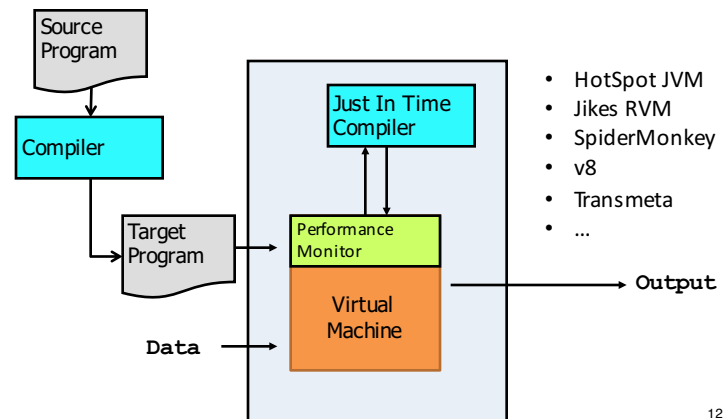 Source
Program
Compiler
Target
Program
Data
Just In Time
Compiler
Performance
Monitor
Virtual
Machine
• HotSpot JVM
• Jikes RVM
• SpiderMonkey
• v8
• Transmeta
• ...
Output
12